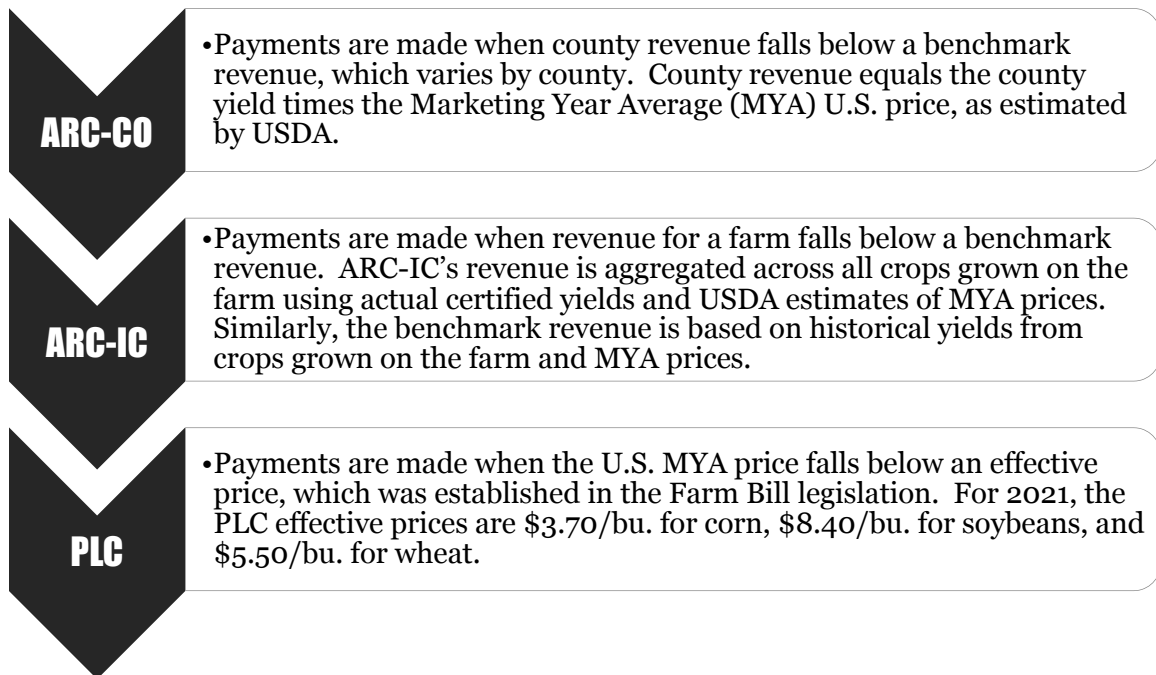 ARC-CO
•Payments are made when county revenue falls below a benchmark
revenue, which varies by county.  County revenue equals the county
yield times the Marketing Year Average (MYA) U.S. price, as estimated
by USDA.
ARC-IC
•Payments are made when revenue for a farm falls below a benchmark
revenue.  ARC-IC’s revenue is aggregated across all crops grown on the
farm using actual certified yields and USDA estimates of MYA prices.
Similarly, the benchmark revenue is based on historical yields from
crops grown on the farm and MYA prices.
PLC
•Payments are made when the U.S. MYA price falls below an effective
price, which was established in the Farm Bill legislation.  For 2021, the
PLC effective prices are $3.70/bu. for corn, $8.40/bu. for soybeans, and
$5.50/bu. for wheat.